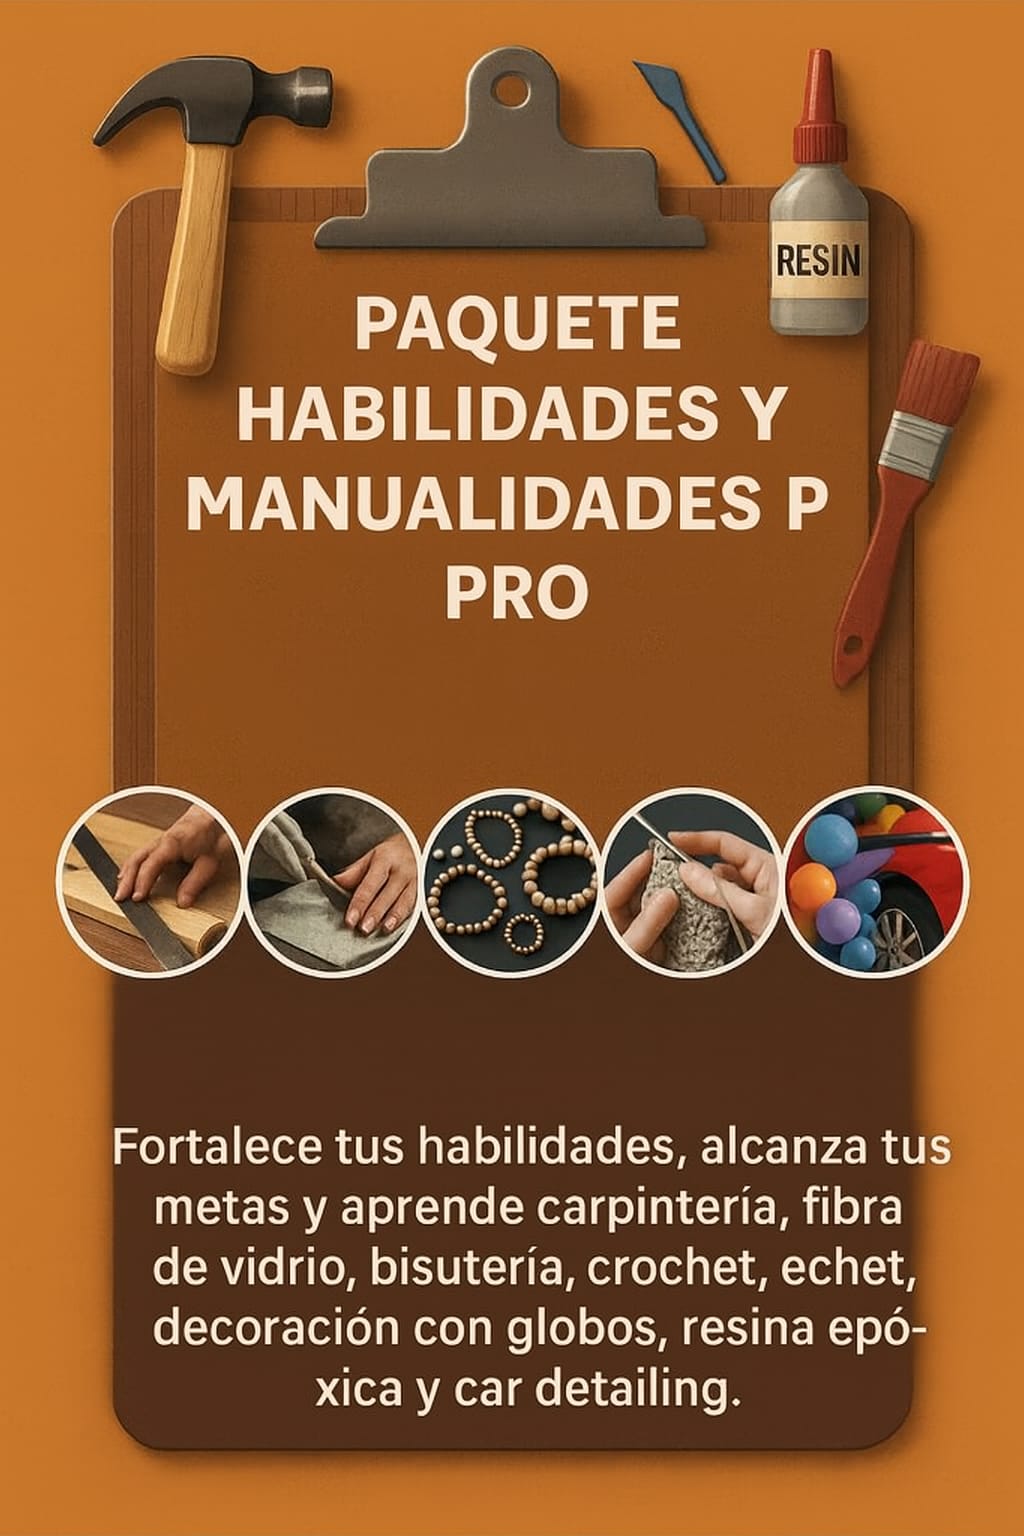 RESIN
PAQUETE
HABILIDADES Y
MANUALIDADES P
PRO
Fortalece tus habilidades, alcanza tus
metas y aprende carpintería, fibra
de vidrio, bisutería, crochet, echet,
decoración con globos, resina epó-
xica y car detailing.